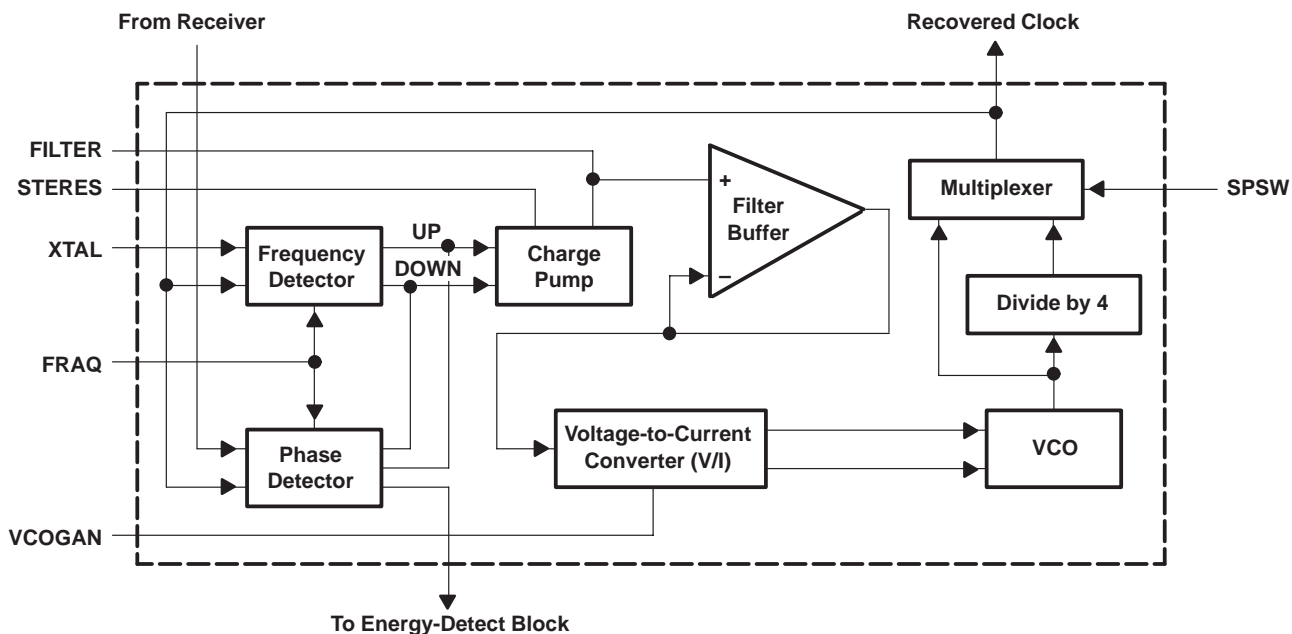 From Receiver
Recovered Clock
FILTER
STERES
XTAL
FRAQ
VCOGAN
SPSW
UP
DOWN
Frequency
Detector
Charge
Pump
+
Filter
Buffer
−
Multiplexer
Divide by 4
Phase
Detector
Voltage-to-Current
Converter (V/I)
VCO
To Energy-Detect Block